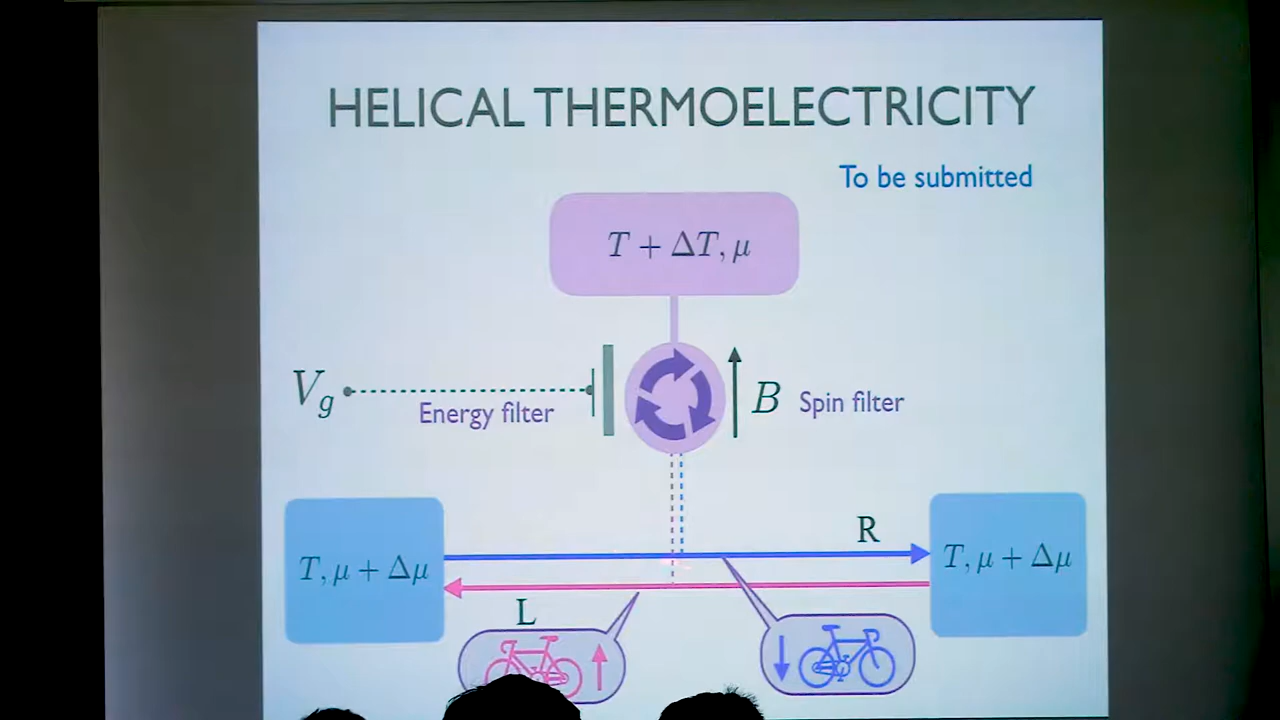 HELICAL THERMOELECTRICITY
To be submitted
T + ΔT, μ
V_g
Energy filter
B
Spin filter
R
T, μ + Δμ
T, μ + Δμ
L